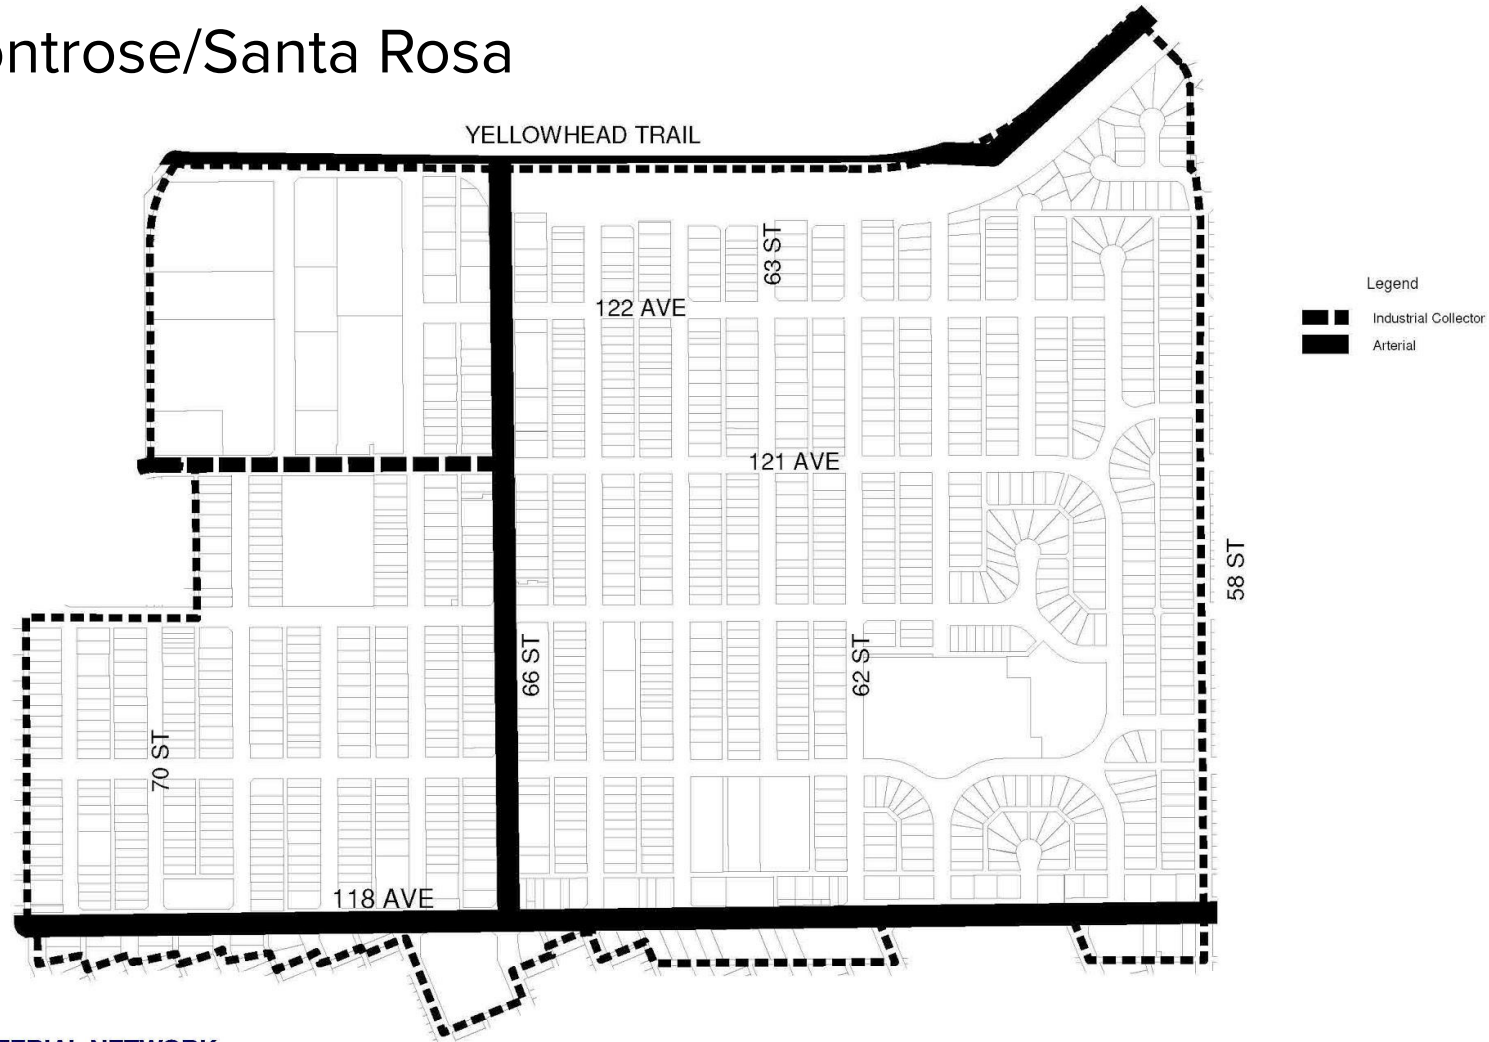 ontrose/Santa Rosa
YELLOWHEAD TRAIL
63 ST
122 AVE
Legend
Industrial Collector
Arterial
121 AVE
58 ST
66 ST
62 ST
70 ST
118 AVE
NETWORK